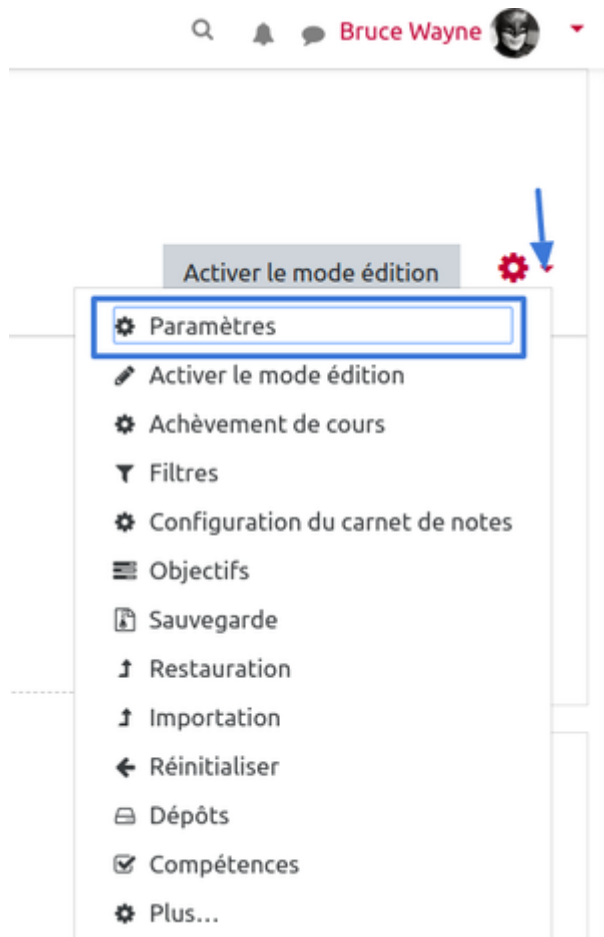 Bruce Wayne
Activer le mode édition
Paramètres
Activer le mode édition
Achèvement de cours
Filtres
Configuration du carnet de notes
Objectifs
Sauvegarde
Restauration
Importation
Réinitialiser
Dépôts
Compétences
Plus...